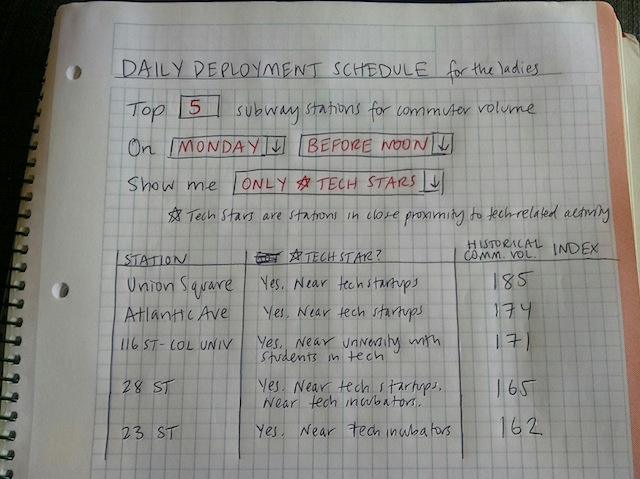 DAILY DEPLOYMENT SCHEDULE for the ladies
Top 5 subway stations for commuter volume
On MONDAY ↓ BEFORE NOON ↓
Show me ONLY ☆ TECH STARS ↓
☆ Tech Stars are stations in close proximity to tech-related activity
STATION ☆ TECH STAR? HISTORICAL COMM. VOL. INDEX
Union Square Yes. Near tech startups 185
Atlantic Ave Yes. Near tech startups 174
116 ST - COL UNIV Yes. Near university with 171
students in tech
28 ST Yes. Near tech startups. 165
Near tech incubators.
23 ST Yes. Near Tech incubators 162